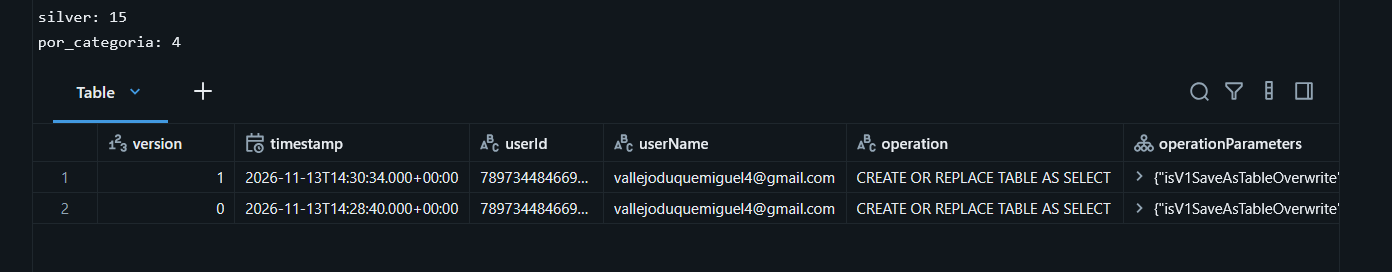 silver: 15
por_categoria: 4
Table
version timestamp userId userName operation operationParameters
1 1 2026-11-13T14:30:34.000+00:00 789734484669... vallejoduquemiguel4@gmail.com CREATE OR REPLACE TABLE AS SELECT {"isV1SaveAsTableOverwrite"
2 0 2026-11-13T14:28:40.000+00:00 789734484669... vallejoduquemiguel4@gmail.com CREATE OR REPLACE TABLE AS SELECT {"isV1SaveAsTableOverwrite"